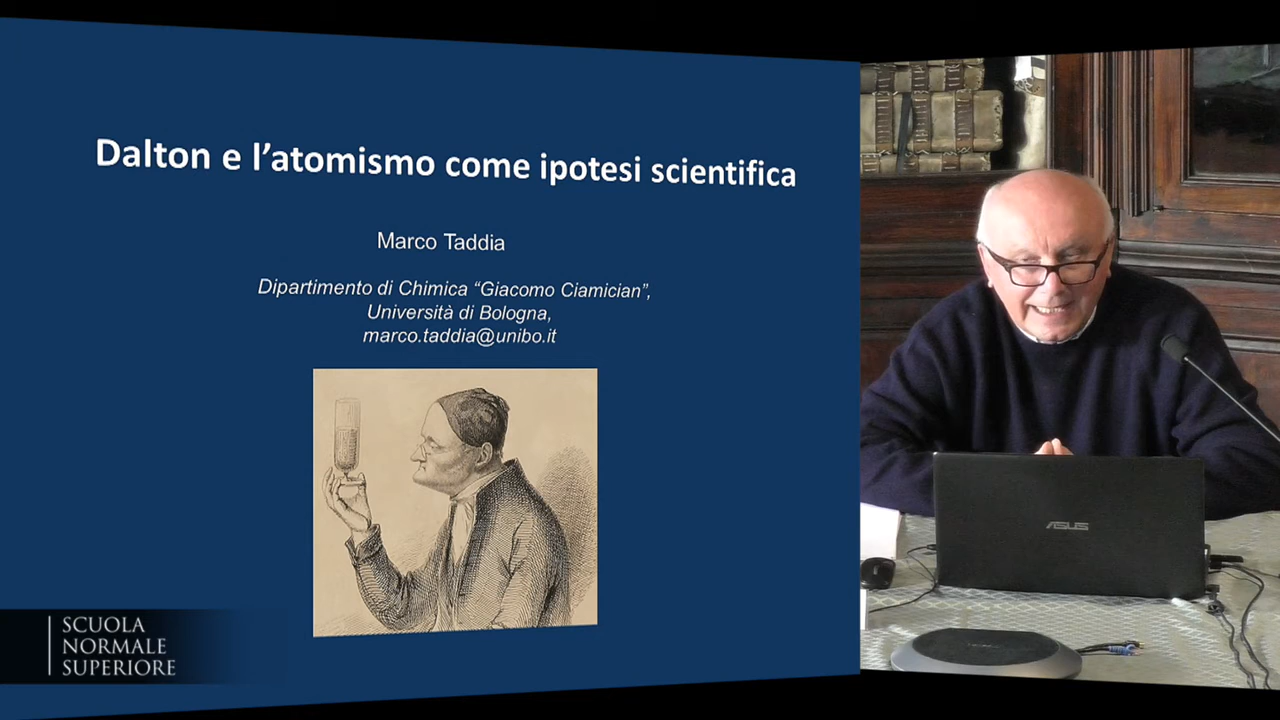 Dalton e l'atomismo come ipotesi scientifica
Marco Taddia
Dipartimento di Chimica “Giacomo Ciamician”,
Università di Bologna,
marco.taddia@unibo.it
SCUOLA
NORMALE
SUPERIORE
ASUS